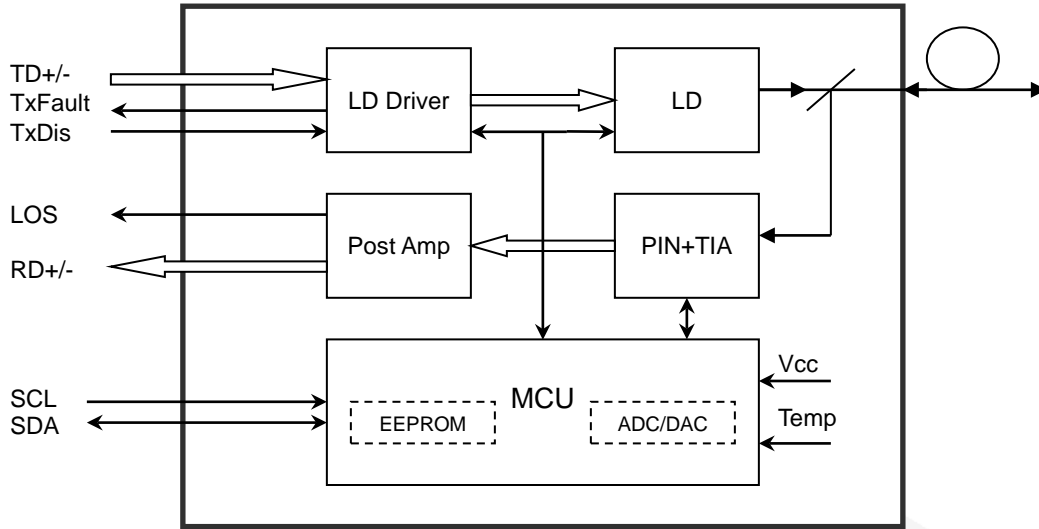 TD+/-
TxFault
TxDis
LD Driver
LD
LOS
RD+/-
Post Amp
PIN+TIA
SCL
SDA
MCU
EEPROM
ADC/DAC
Vcc
Temp